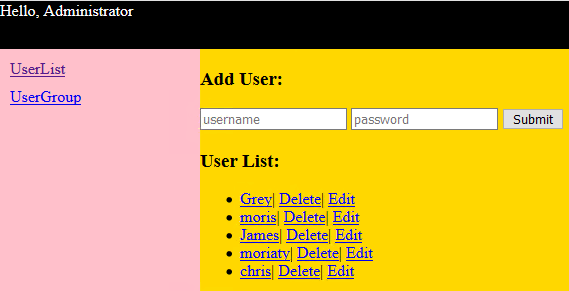 Hello, Administrator
UserList
UserGroup
Add User:
username password Submit
User List:
Grey| Delete| Edit
moris| Delete| Edit
James| Delete| Edit
moriaty| Delete| Edit
chris| Delete| Edit